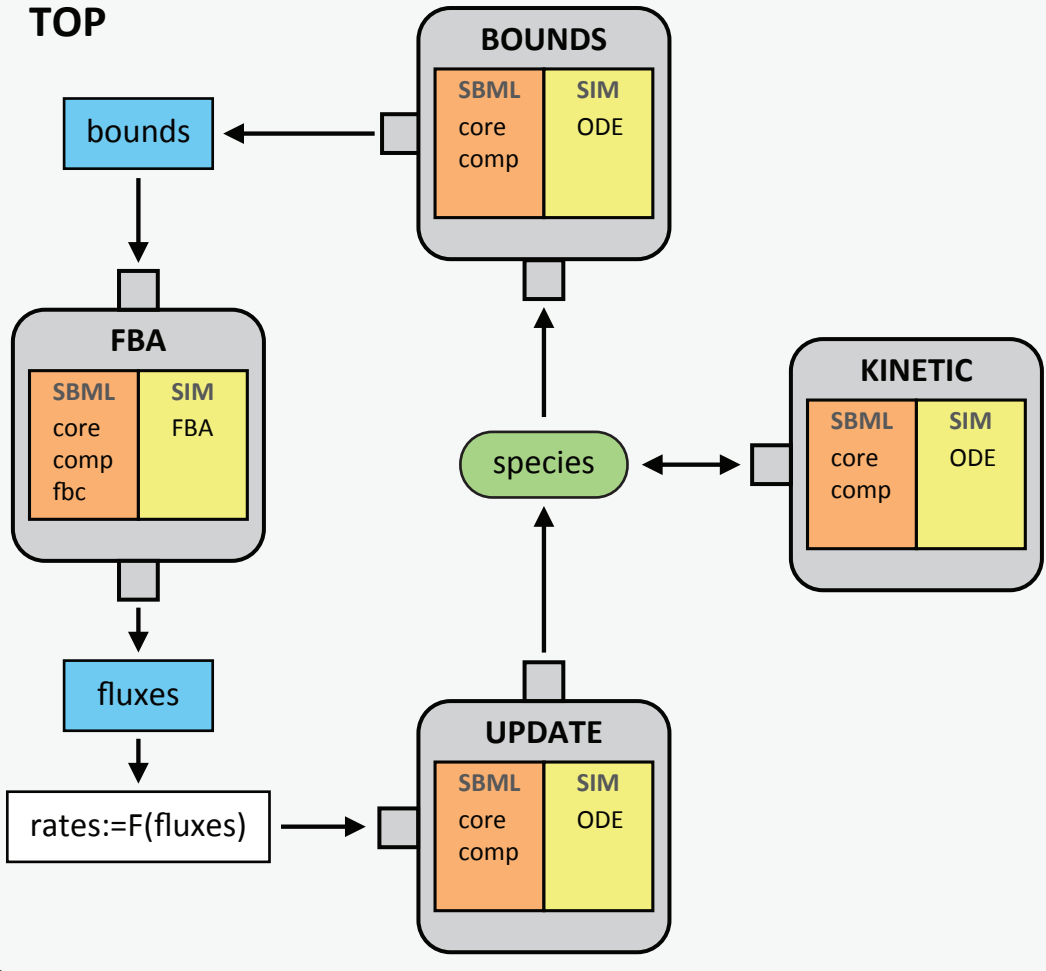 TOP
BOUNDS
SBML
core
comp
SIM
ODE
bounds
FBA
SBML
core
comp
fbc
SIM
FBA
KINETIC
SBML
core
comp
SIM
ODE
species
fluxes
rates:=F(fluxes)
UPDATE
SBML
core
comp
SIM
ODE